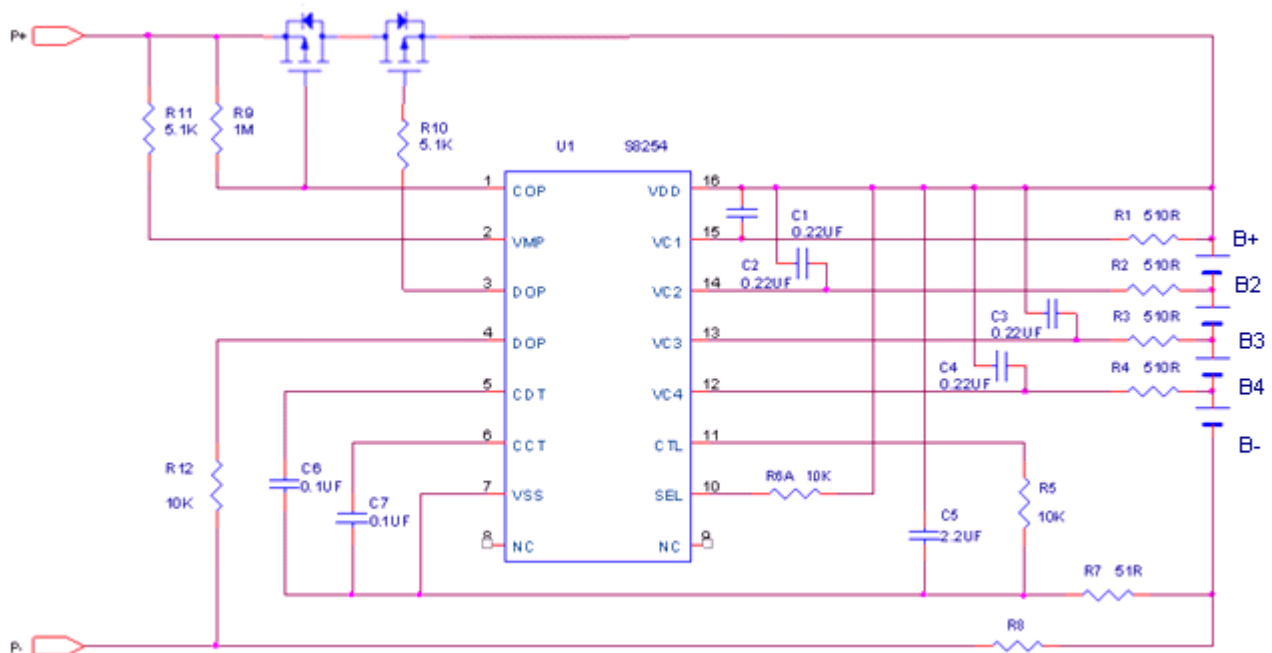 P+
R11
5.1K
R9
1M
R10
5.1K
U1 S8254
1 COP
2 VMP
3 DOP
4 DOP
5 CDT
6 CCT
7 VSS
8 NC
VDD 16
VC1 15
VC2 14
VC3 13
VC4 12
CTL 11
SEL 10
NC 9
C1
0.22UF
C2
0.22UF
C3
0.22UF
C4
0.22UF
R1 510R
R2 510R
R3 510R
R4 510R
B+
B2
B3
B4
B-
R6A 10K
R5
10K
C5
2.2UF
R12
10K
C6
0.1UF
C7
0.1UF
R7 51R
R8
P-